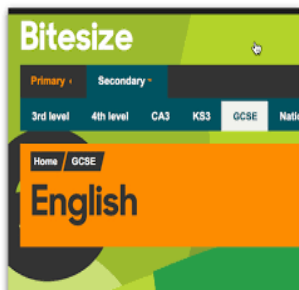 Bitesize
Primary Secondary
3rd level 4th level CA3 KS3 GCSE
Home GCSE
English